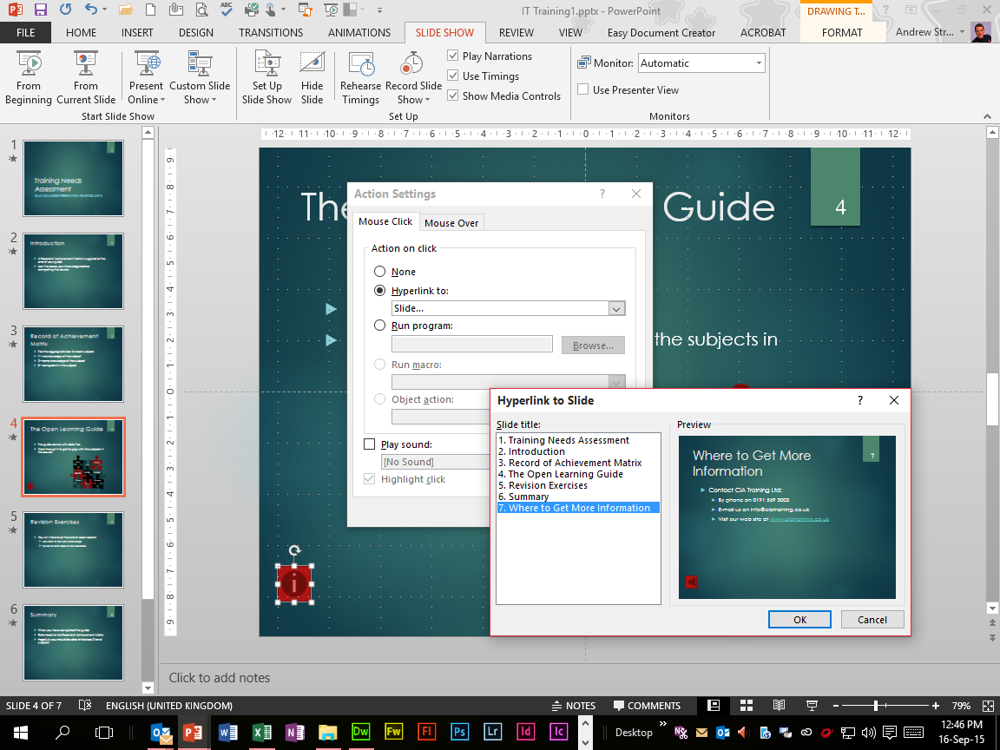 IT Training1.pptx - PowerPoint
DRAWING T...
FILE HOME INSERT DESIGN TRANSITIONS ANIMATIONS SLIDE SHOW REVIEW VIEW Easy Document Creator ACROBAT FORMAT Andrew Str...
From Beginning
From Current Slide
Present Online
Custom Slide Show
Start Slide Show
Set Up Slide Show
Hide Slide
Rehearse Timings
Record Slide Show
Play Narrations
Use Timings
Show Media Controls
Set Up
Monitor: Automatic
Use Presenter View
Monitors
1
Training Needs
Assessment
2
Introduction
3
Record of Achievement
Matrix
4
The Open Learning Guide
5
Revision Exercises
6
Summary
The
Guide
4
the subjects in
Action Settings
Mouse Click Mouse Over
Action on click
None
Hyperlink to:
Slide...
Run program:
Browse...
Run macro:
Object action:
Play sound:
[No Sound]
Highlight click
Hyperlink to Slide
Slide title:
1. Training Needs Assessment
2. Introduction
3. Record of Achievement Matrix
4. The Open Learning Guide
5. Revision Exercises
6. Summary
7. Where to Get More Information
Preview
Where to Get More
Information
7
Contact CIA Training Ltd:
By phone on 0191 549 5002
E-mail us on info@ciatraining.co.uk
Visit our web site at www.ciatraining.co.uk
OK Cancel
i
Click to add notes
SLIDE 4 OF 7 ENGLISH (UNITED KINGDOM) NOTES COMMENTS 79%
Dw Fw Fl Ps Lr Id Ic
Desktop
12:46 PM
16-Sep-15